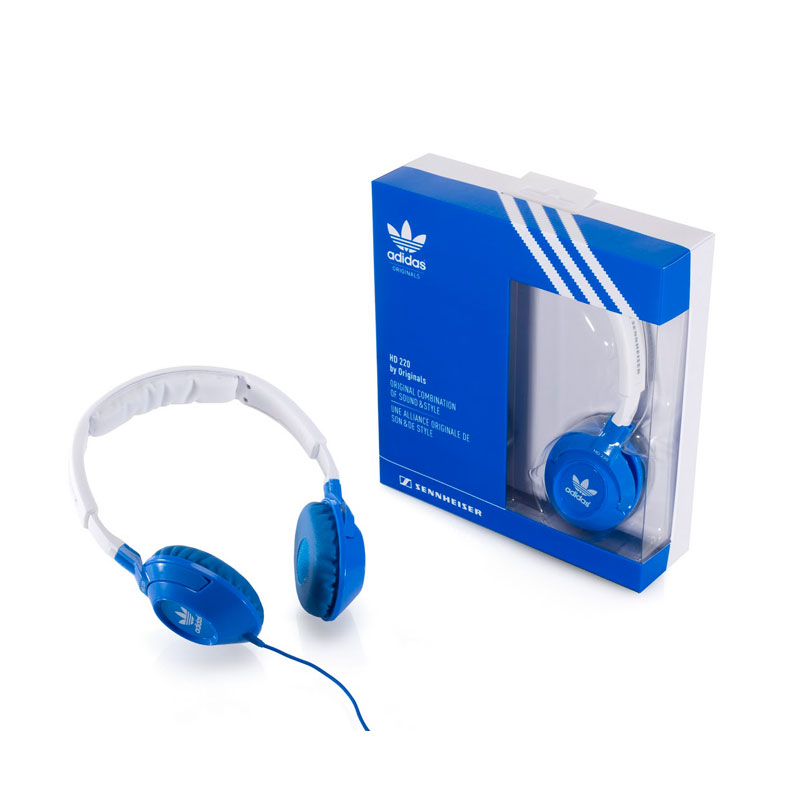 adidas
ORIGINALS
HD 220
by Originals
ORIGINAL COMBINATION
OF SOUND & STYLE
UNE ALLIANCE ORIGINALE DE
SON & DE STYLE
SENNHEISER
SENNHEISER
HD 220
adidas
adidas